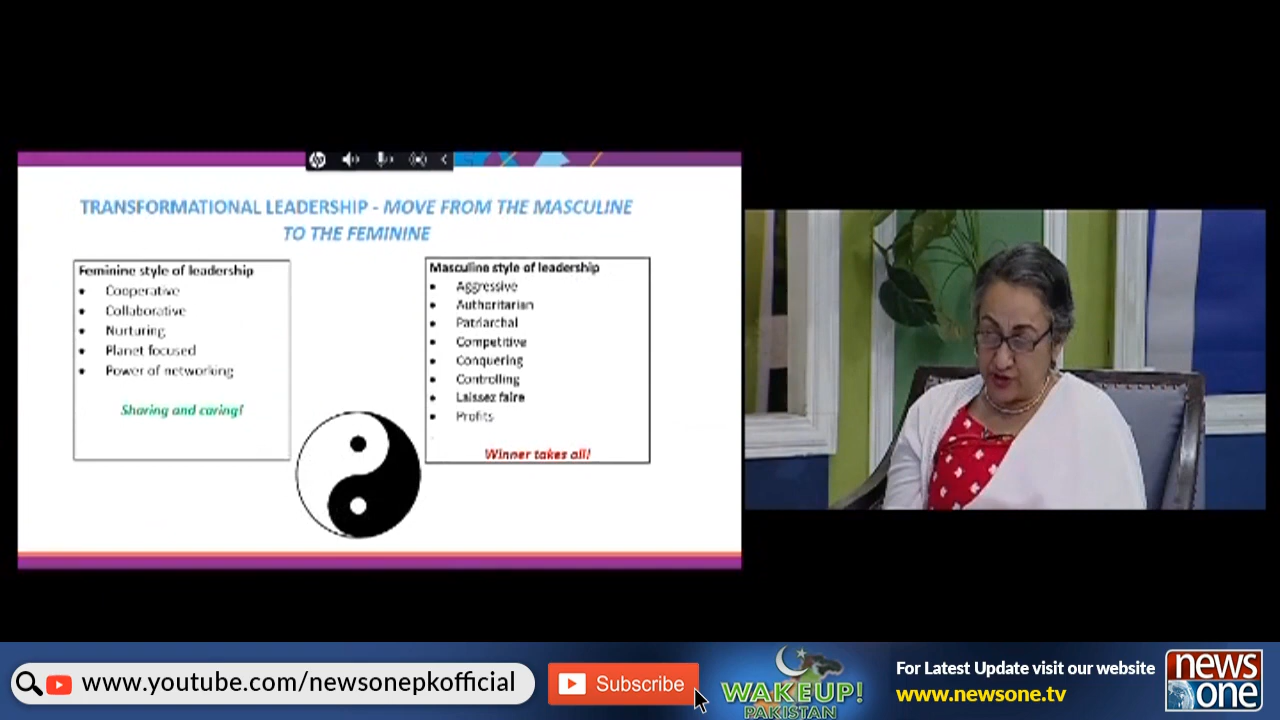 TRANSFORMATIONAL LEADERSHIP - MOVE FROM THE MASCULINE
TO THE FEMININE
Feminine style of leadership
• Cooperative
• Collaborative
• Nurturing
• Planet focused
• Power of networking
Sharing and caring!
Masculine style of leadership
• Aggressive
• Authoritarian
• Patriarchal
• Competitive
• Conquering
• Controlling
• Laissez faire
• Profits
Winner takes all!
www.youtube.com/newsonepkofficial
Subscribe
WAKEUP!
PAKISTAN
For Latest Update visit our website
www.newsone.tv
news
one